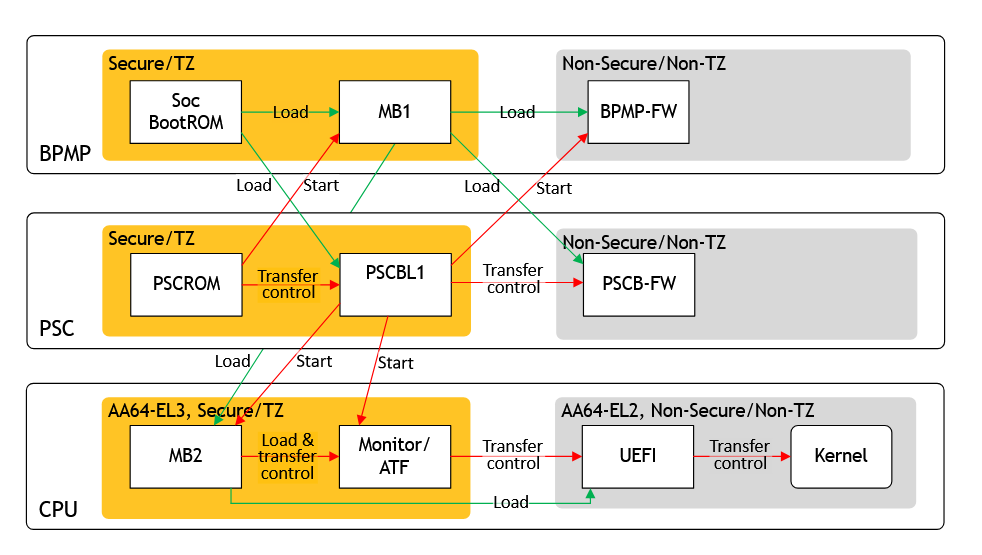 Secure/TZ
Non-Secure/Non-TZ
Soc
BootROM
Load
MB1
Load
BPMP-FW
BPMP
Load
Start
Load
Start
Secure/TZ
Non-Secure/Non-TZ
PSCROM
Transfer
control
PSCBL1
Transfer
control
PSCB-FW
PSC
Load
Start
Start
AA64-EL3, Secure/TZ
AA64-EL2, Non-Secure/Non-TZ
MB2
Load &
transfer
control
Monitor/
ATF
Transfer
control
UEFI
Transfer
control
Kernel
Load
CPU